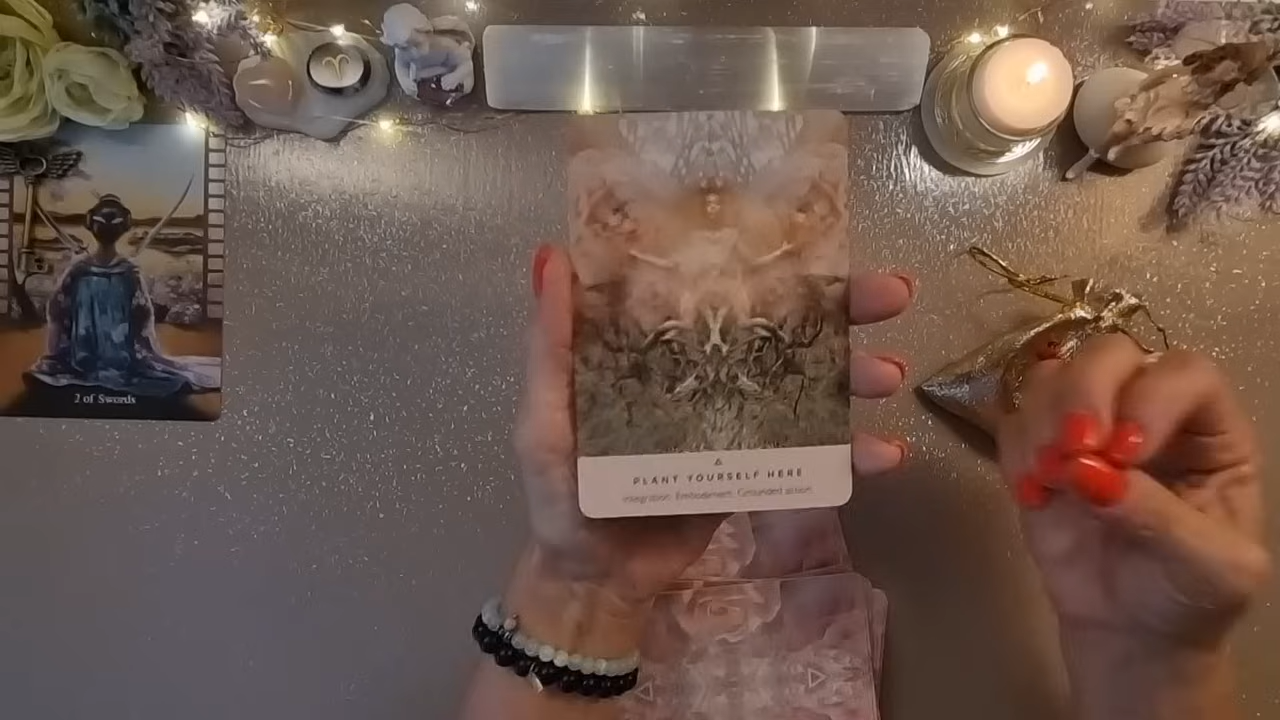 2 of Swords
PLANT YOURSELF HERE
Integration. Embodiment. Grounded action.